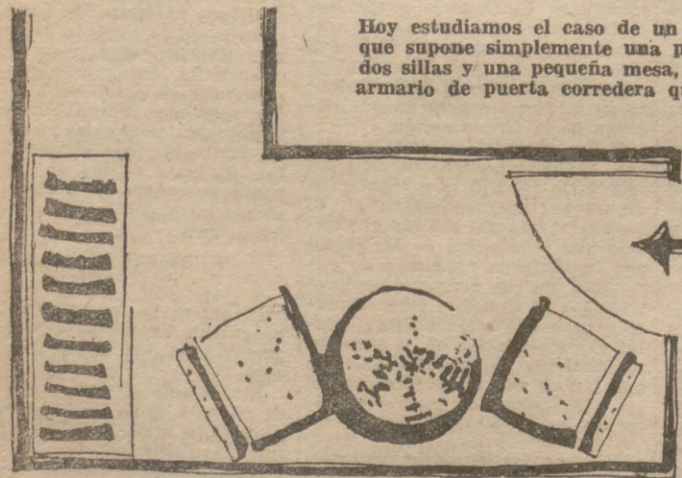 Hoy estudiamos el caso de un
que supone simplemente una
dos sillas y una pequeña mesa,
armario de puerta corredera